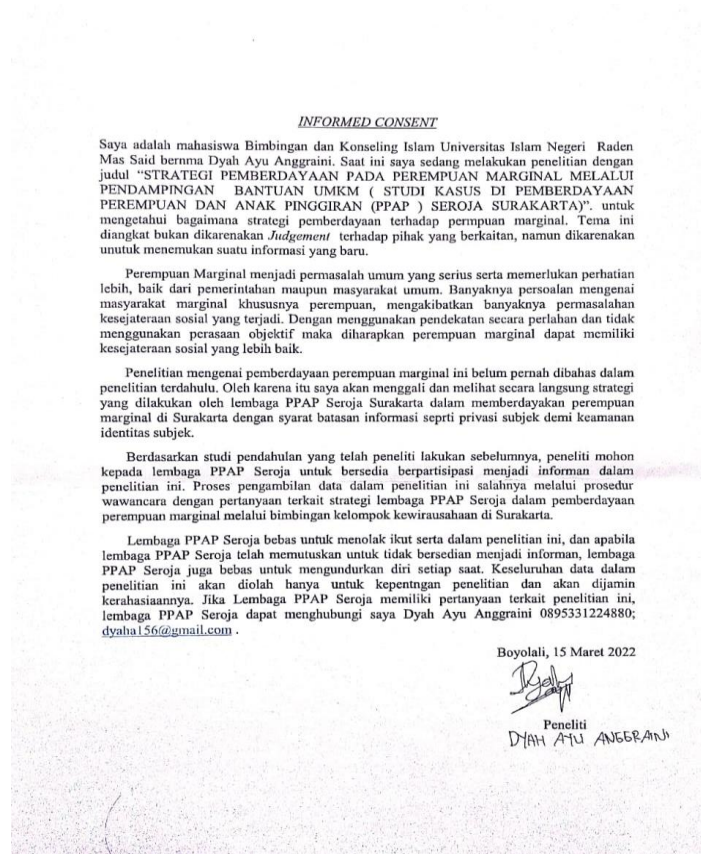 INFORMED CONSENT
Saya adalah mahasiswa Bimbingan dan Konseling Islam Universitas Islam Negeri Raden
Mas Said bernma Dyah Ayu Anggraini. Saat ini saya sedang melakukan penelitian dengan
judul “STRATEGI PEMBERDAYAAN PADA PEREMPUAN MARGINAL MELALUI
PENDAMPINGAN BANTUAN UMKM ( STUDI KASUS DI PEMBERDAYAAN
PEREMPUAN DAN ANAK PINGGIRAN (PPAP ) SEROJA SURAKARTA)”. untuk
mengetahui bagaimana strategi pemberdayaan terhadap permpuan marginal. Tema ini
diangkat bukan dikarenakan Judgement terhadap pihak yang berkaitan, namun dikarenakan
unutuk menemukan suatu informasi yang baru.
Perempuan Marginal menjadi permasalah umum yang serius serta memerlukan perhatian
lebih, baik dari pemerintahan maupun masyarakat umum. Banyaknya persoalan mengenai
masyarakat marginal khususnya perempuan, mengakibatkan banyaknya permasalahan
kesejateraan sosial yang terjadi. Dengan menggunakan pendekatan secara perlahan dan tidak
menggunakan perasaan objektif maka diharapkan perempuan marginal dapat memiliki
kesejateraan sosial yang lebih baik.
Penelitian mengenai pemberdayaan perempuan marginal ini belum pernah dibahas dalam
penelitian terdahulu. Oleh karena itu saya akan menggali dan melihat secara langsung strategi
yang dilakukan oleh lembaga PPAP Seroja Surakarta dalam memberdayakan perempuan
marginal di Surakarta dengan syarat batasan informasi seprti privasi subjek demi keamanan
identitas subjek.
Berdasarkan studi pendahulan yang telah peneliti lakukan sebelumnya, peneliti mohon
kepada lembaga PPAP Seroja untuk bersedia berpartisipasi menjadi informan dalam
penelitian ini. Proses pengambilan data dalam penelitian ini salahnya melalui prosedur
wawancara dengan pertanyaan terkait strategi lembaga PPAP Seroja dalam pemberdayaan
perempuan marginal melalui bimbingan kelompok kewirausahaan di Surakarta.
Lembaga PPAP Seroja bebas untuk menolak ikut serta dalam penelitian ini, dan apabila
lembaga PPAP Seroja telah memutuskan untuk tidak bersedian menjadi informan, lembaga
PPAP Seroja juga bebas untuk mengundurkan diri setiap saat. Keseluruhan data dalam
penelitian ini akan diolah hanya untuk kepentngan penelitian dan akan dijamin
kerahasiaannya. Jika Lembaga PPAP Seroja memiliki pertanyaan terkait penelitian ini,
lembaga PPAP Seroja dapat menghubungi saya Dyah Ayu Anggraini 0895331224880;
dyaha156@gmail.com .
Boyolali, 15 Maret 2022
Peneliti
DYAH AYU ANGGRAINI